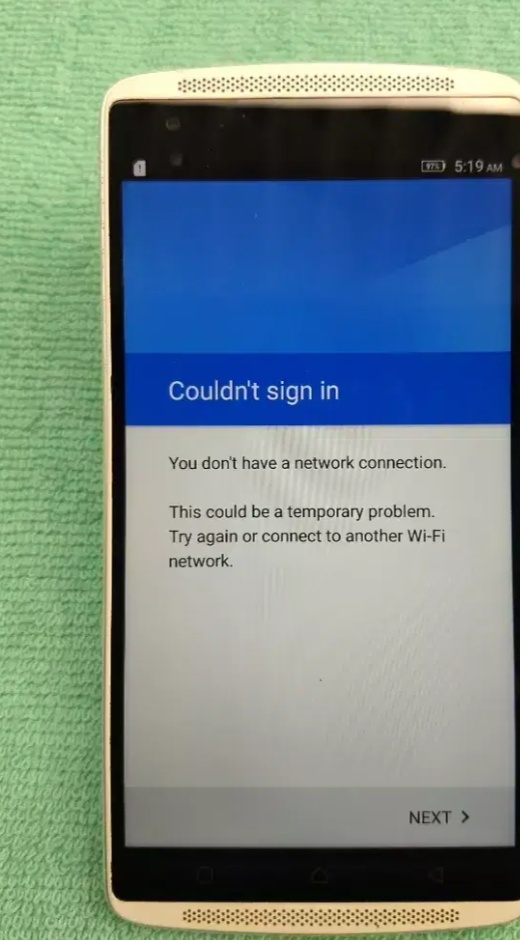 97% 5:19 AM
Couldn't sign in
You don't have a network connection.
This could be a temporary problem.
Try again or connect to another Wi-Fi
network.
NEXT